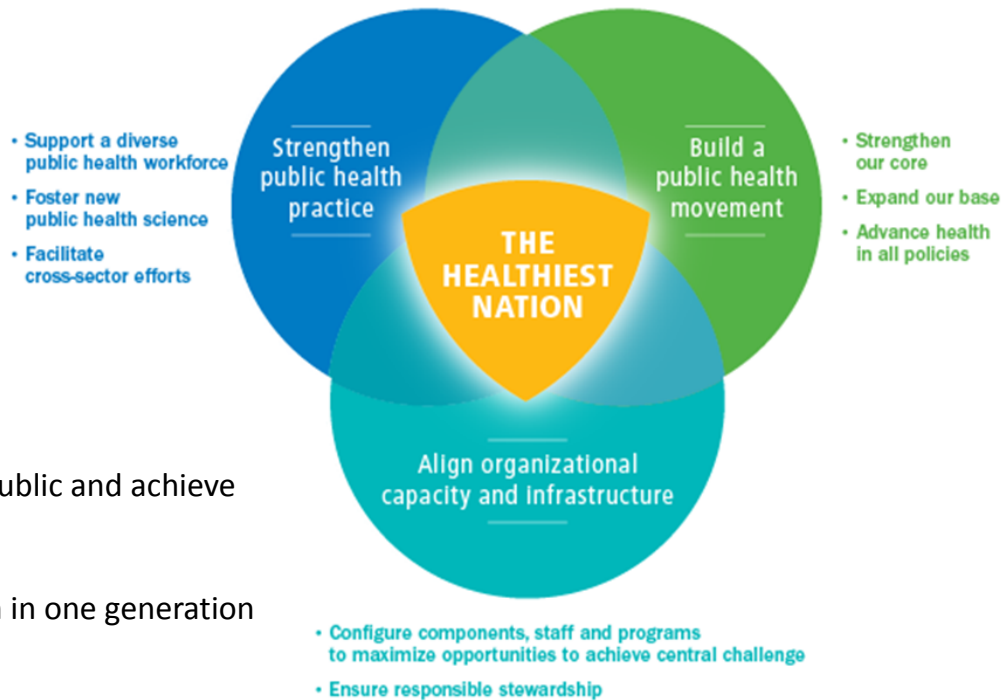 • Support a diverse
public health workforce
• Foster new
public health science
• Facilitate
cross-sector efforts
Strengthen
public health
practice
Build a
public health
movement
• Strengthen
our core
• Expand our base
• Advance health
in all policies
THE
HEALTHIEST
NATION
Align organizational
capacity and infrastructure
ublic and achieve
in one generation
• Configure components, staff and programs
to maximize opportunities to achieve central challenge
• Ensure responsible stewardship